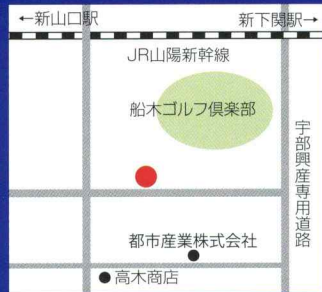 ←新山口駅
新下関駅→
JR山陽新幹線
船木ゴルフ倶楽部
宇部興産専用道路
都市産業株式会社
高木商店